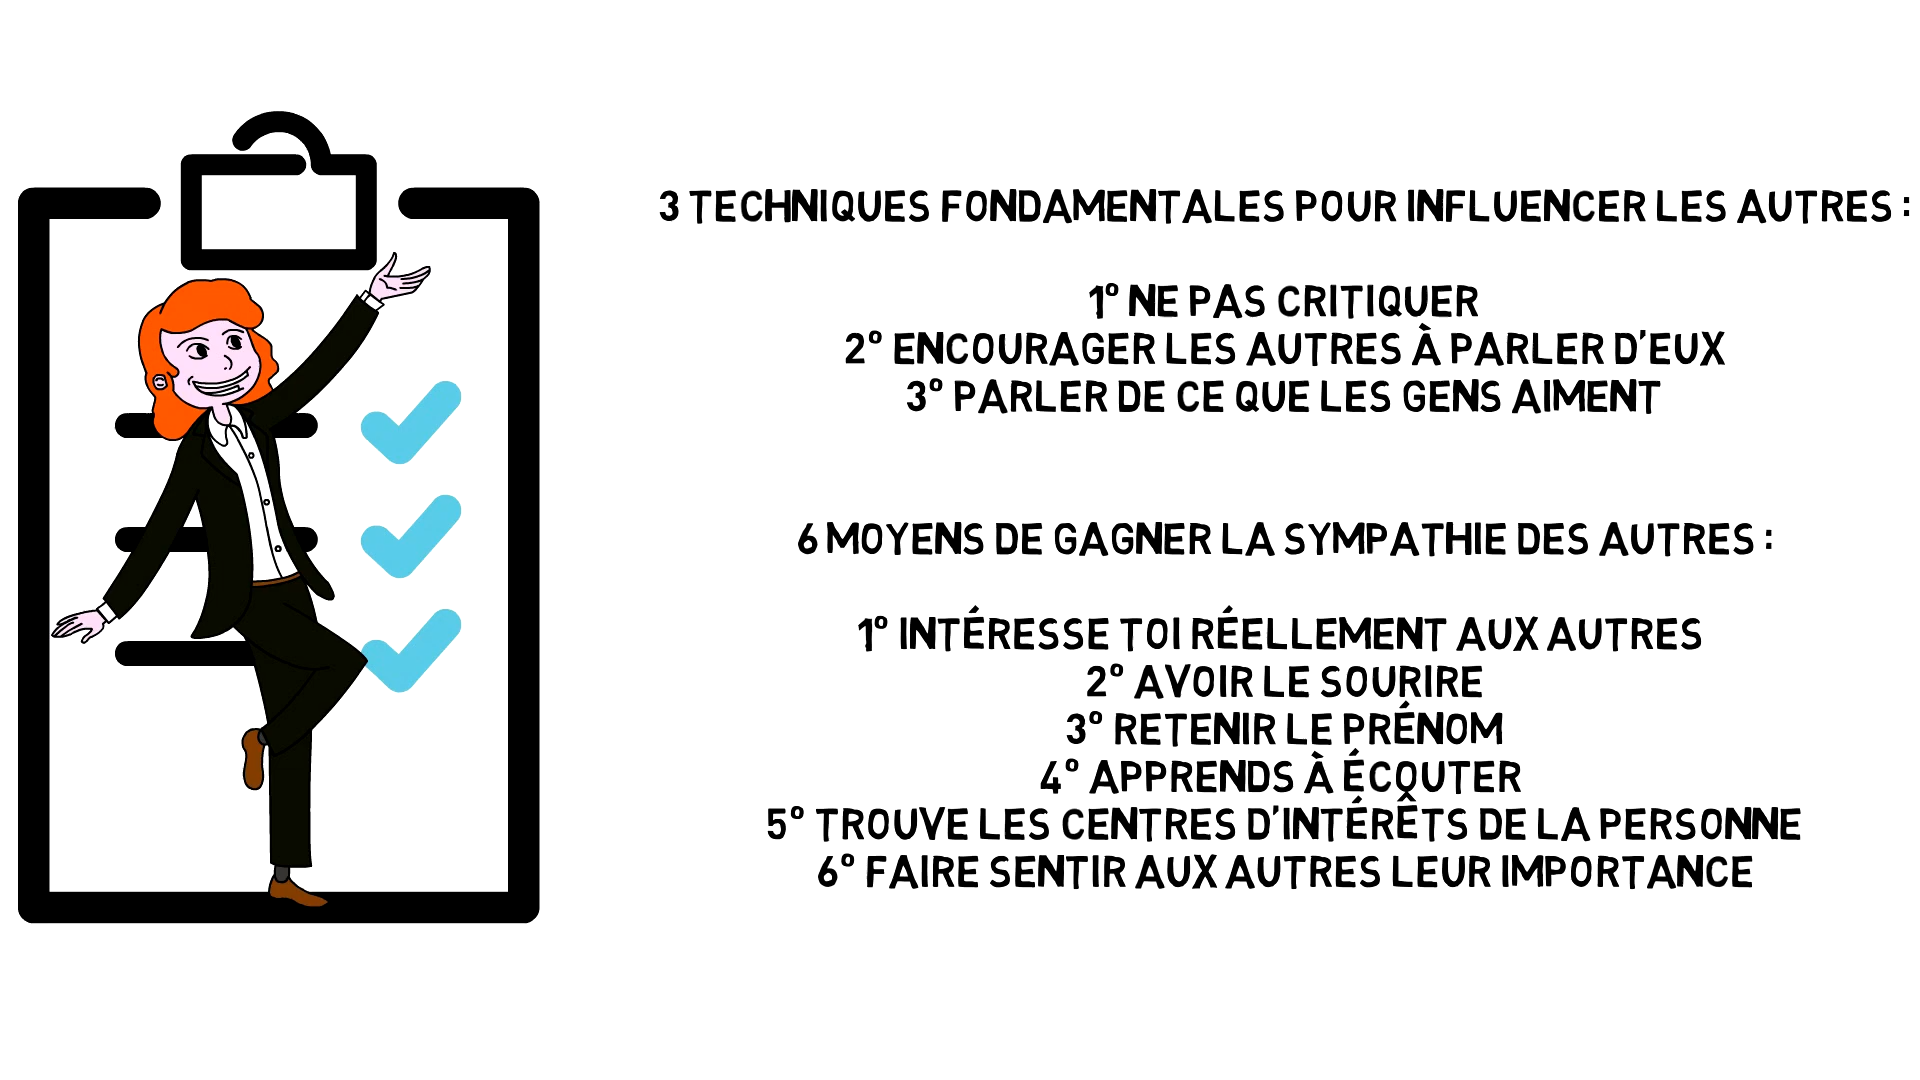 3 TECHNIQUES FONDAMENTALES POUR INFLUENCER LES AUTRES :
1° NE PAS CRITIQUER
2° ENCOURAGER LES AUTRES À PARLER D'EUX
3° PARLER DE CE QUE LES GENS AIMENT
6 MOYENS DE GAGNER LA SYMPATHIE DES AUTRES :
1° INTÉRESSE TOI RÉELLEMENT AUX AUTRES
2° AVOIR LE SOURIRE
3° RETENIR LE PRÉNOM
4° APPRENDS À ÉCOUTER
5° TROUVE LES CENTRES D'INTÉRÊTS DE LA PERSONNE
6° FAIRE SENTIR AUX AUTRES LEUR IMPORTANCE